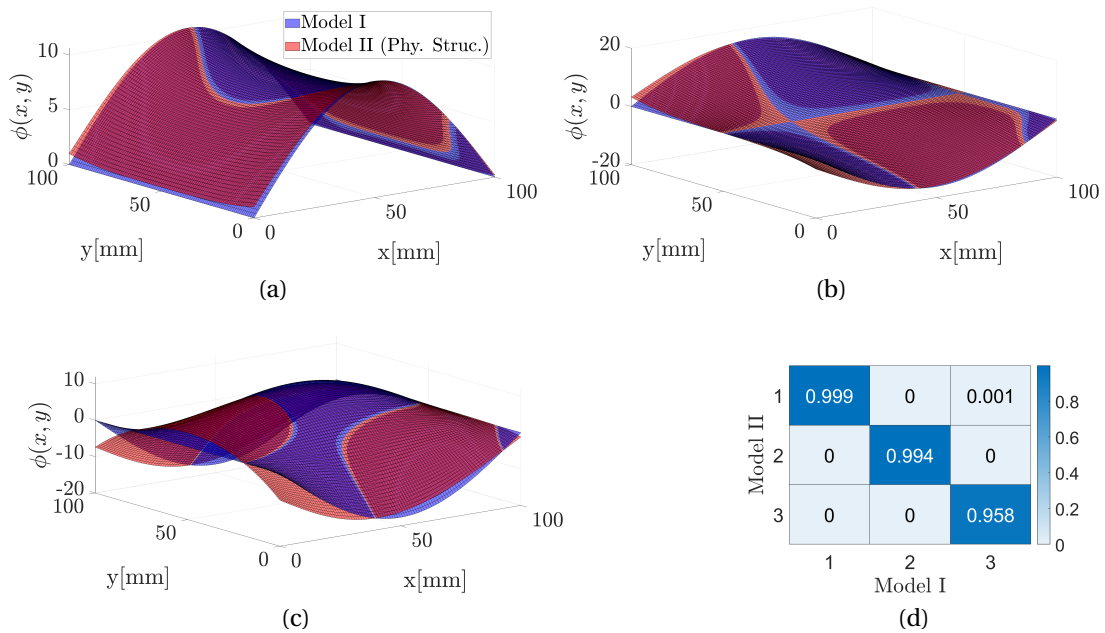 Model I
Model II (Phy. Struc.)
10
5
0
ϕ(x, y)
100
50
0
y[mm]
0
50
100
x[mm]
(a)
20
0
-20
ϕ(x, y)
100
50
0
y[mm]
0
50
100
x[mm]
(b)
10
0
-10
-20
ϕ(x, y)
100
50
0
y[mm]
0
50
100
x[mm]
(c)
Model II
1 0.999 0 0.001
2 0 0.994 0
3 0 0 0.958
1 2 3
Model I
0.8
0.6
0.4
0.2
0
(d)